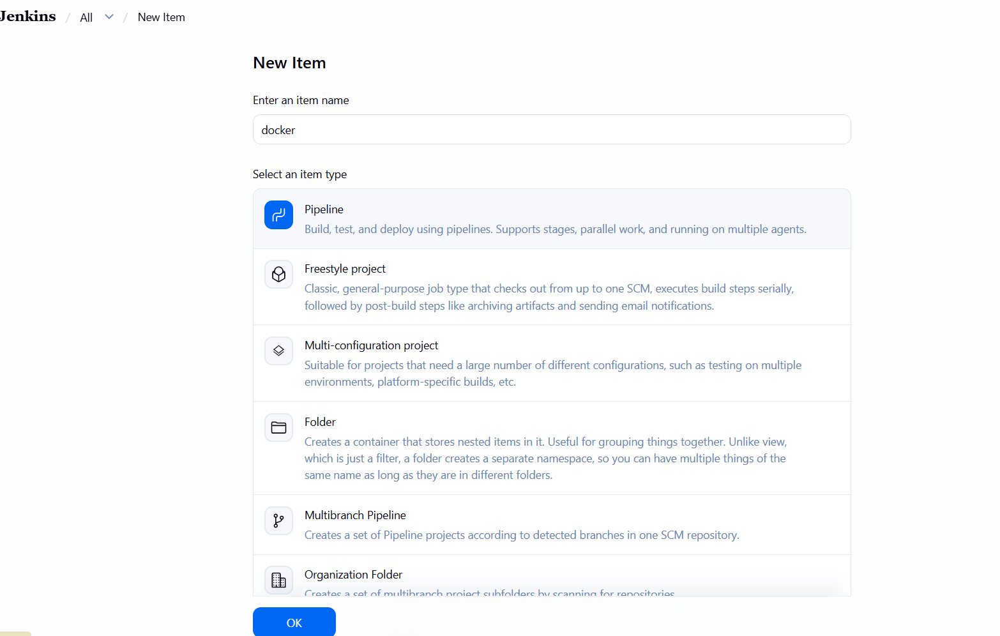 Jenkins / All / New Item
New Item
Enter an item name
docker
Select an item type
Pipeline
Build, test, and deploy using pipelines. Supports stages, parallel work, and running on multiple agents.
Freestyle project
Classic, general-purpose job type that checks out from up to one SCM, executes build steps serially,
followed by post-build steps like archiving artifacts and sending email notifications.
Multi-configuration project
Suitable for projects that need a large number of different configurations, such as testing on multiple
environments, platform-specific builds, etc.
Folder
Creates a container that stores nested items in it. Useful for grouping things together. Unlike view,
which is just a filter, a folder creates a separate namespace, so you can have multiple things of the
same name as long as they are in different folders.
Multibranch Pipeline
Creates a set of Pipeline projects according to detected branches in one SCM repository.
Organization Folder
Creates a set of multibranch project subfolders by scanning for repositories.
OK